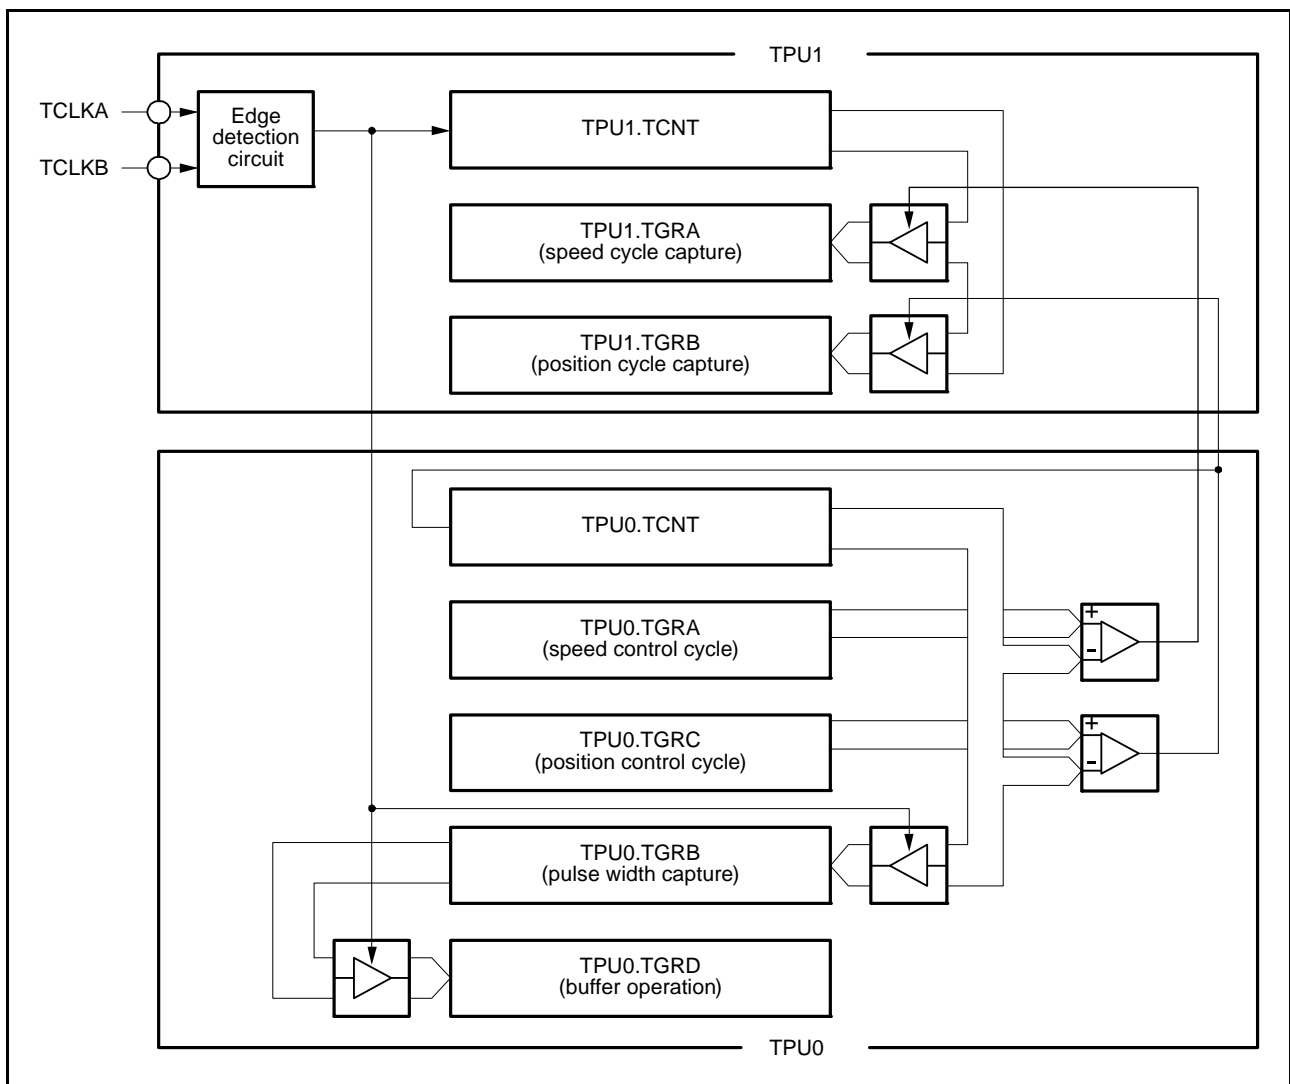 TPU1
TCLKA
TCLKB
Edge
detection
circuit
TPU1.TCNT
TPU1.TGRA
(speed cycle capture)
TPU1.TGRB
(position cycle capture)
TPU0.TCNT
TPU0.TGRA
(speed control cycle)
+
-
TPU0.TGRC
(position control cycle)
+
-
TPU0.TGRB
(pulse width capture)
TPU0.TGRD
(buffer operation)
TPU0